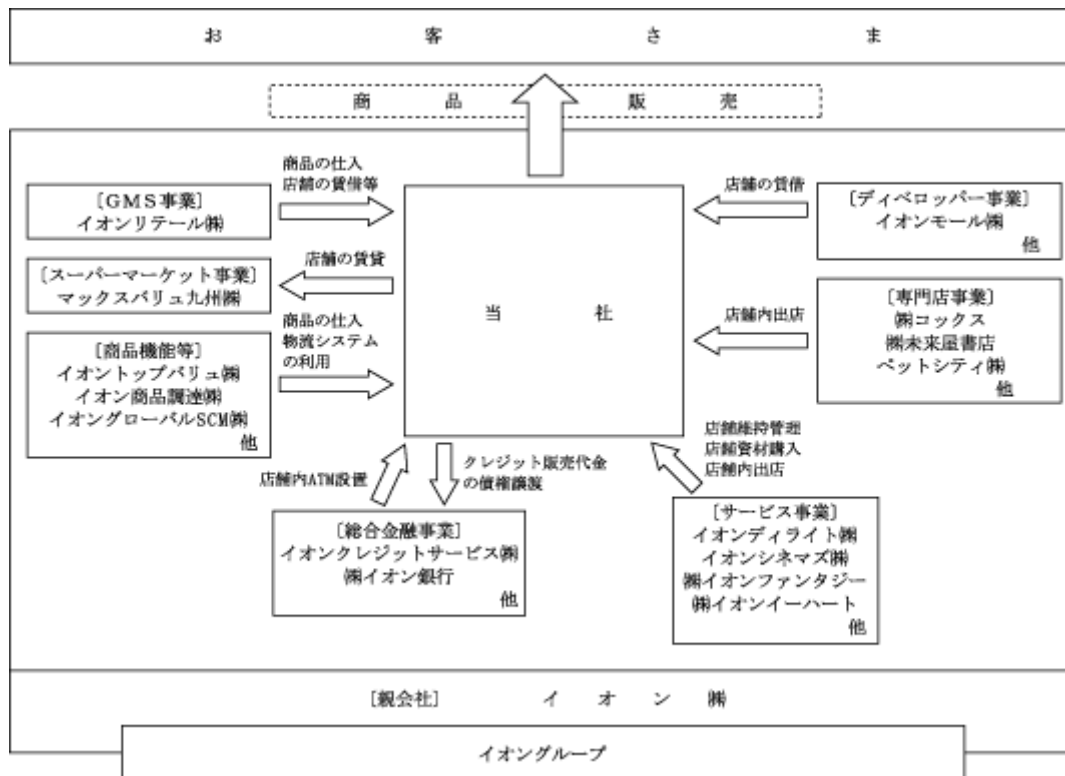 お客さま
商品販売
商品の仕入
店舗の賃借等
[GMS事業]
イオンリテール㈱
店舗の賃貸
[スーパーマーケット事業]
マックスバリュ九州㈱
商品の仕入
物流システム
の利用
[商品機能等]
イオントップバリュ㈱
イオン商品調達㈱
イオングローバルSCM㈱
他
当社
店舗の賃借
[ディベロッパー事業]
イオンモール㈱
他
店舗内出店
[専門店事業]
㈱コックス
㈱未来屋書店
ペットシティ㈱
他
店舗内ATM設置
クレジット販売代金
の債権譲渡
[総合金融事業]
イオンクレジットサービス㈱
㈱イオン銀行
他
店舗維持管理
店舗資材購入
店舗内出店
[サービス事業]
イオンディライト㈱
イオンシネマズ㈱
㈱イオンファンタジー
㈱イオンイーハート
他
[親会社] イオン㈱
イオングループ